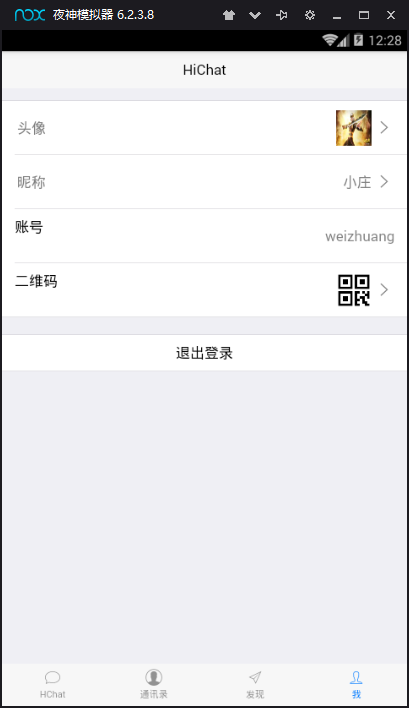 nox 夜神模拟器 6.2.3.8
12:28
HiChat
头像
昵称 小庄
账号 weizhuang
二维码
退出登录
HChat 通讯录 发现 我